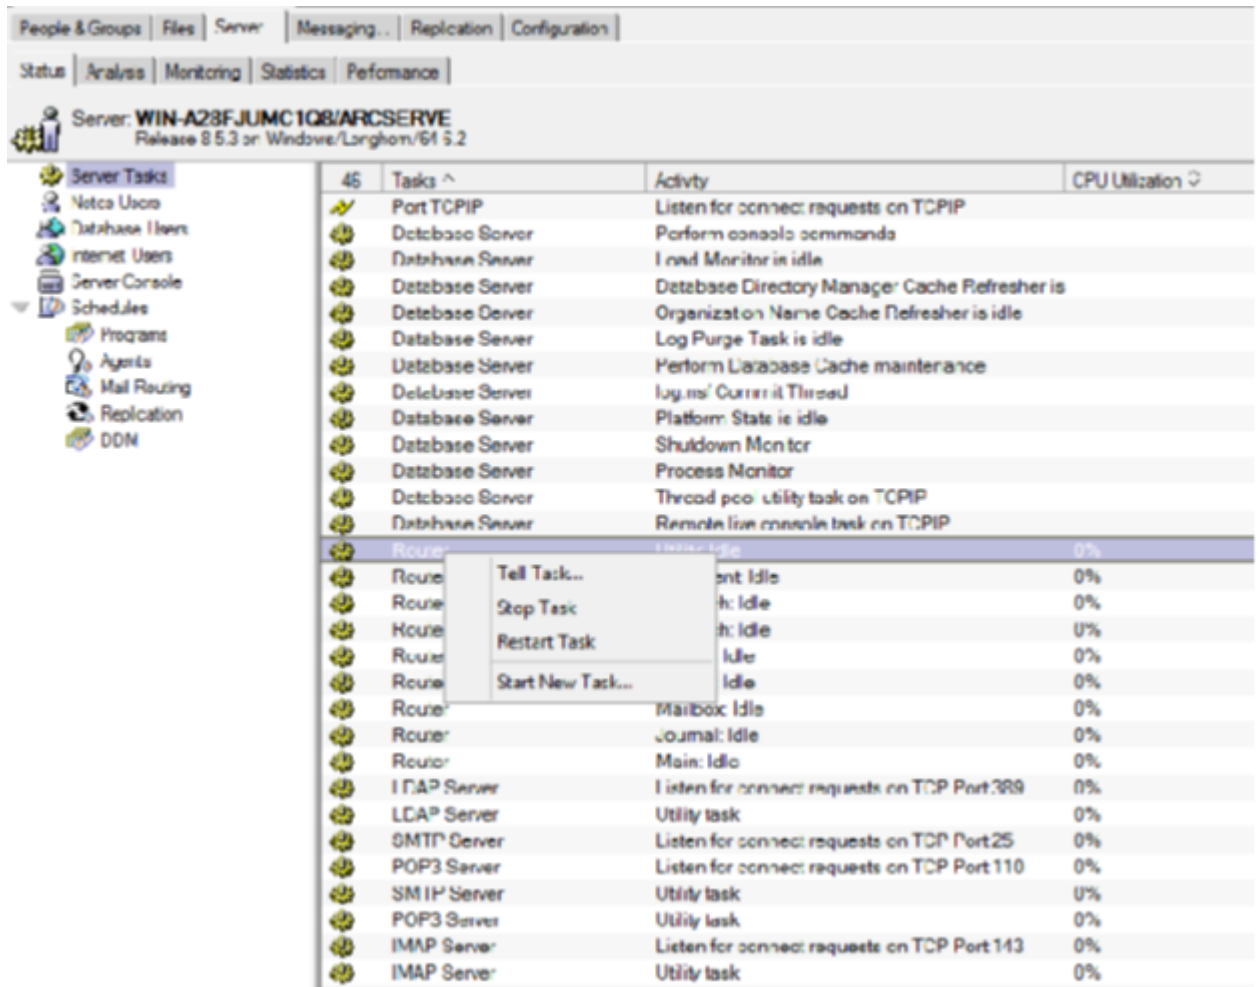 People & Groups Files Server Messaging... Replication Configuration
Status Analysis Monitoring Statistics Performance
Server: WIN-A28FJUMC1Q8/ARCSERVE
Release 8.5.3 on Windows/Longhorn/64 6.2
Server Tasks
Notes Users
Database Users
Internet Users
Server Console
Schedules
Programs
Agents
Mail Routing
Replication
DDM
46 Tasks Activity CPU Utilization
Port TCPIP Listen for connect requests on TCPIP
Database Server Perform console commands
Database Server Load Monitor is idle
Database Server Database Directory Manager Cache Refresher is
Database Server Organization Name Cache Refresher is idle
Database Server Log Purge Task is idle
Database Server Perform Database Cache maintenance
Database Server log.nsf Commit Thread
Database Server Platform Stats is idle
Database Server Shutdown Monitor
Database Server Process Monitor
Database Server Thread pool utility task on TCPIP
Database Server Remote live console task on TCPIP
Router Utility: Idle 0%
Route ent: Idle 0%
Route h: Idle 0%
Route h: Idle 0%
Route Idle 0%
Route Idle 0%
Tell Task...
Stop Task
Restart Task
Start New Task...
Router Mailbox: Idle 0%
Router Journal: Idle 0%
Router Main: Idle 0%
LDAP Server Listen for connect requests on TCP Port:389 0%
LDAP Server Utility task 0%
SMTP Server Listen for connect requests on TCP Port:25 0%
POP3 Server Listen for connect requests on TCP Port:110 0%
SMTP Server Utility task 0%
POP3 Server Utility task 0%
IMAP Server Listen for connect requests on TCP Port:143 0%
IMAP Server Utility task 0%